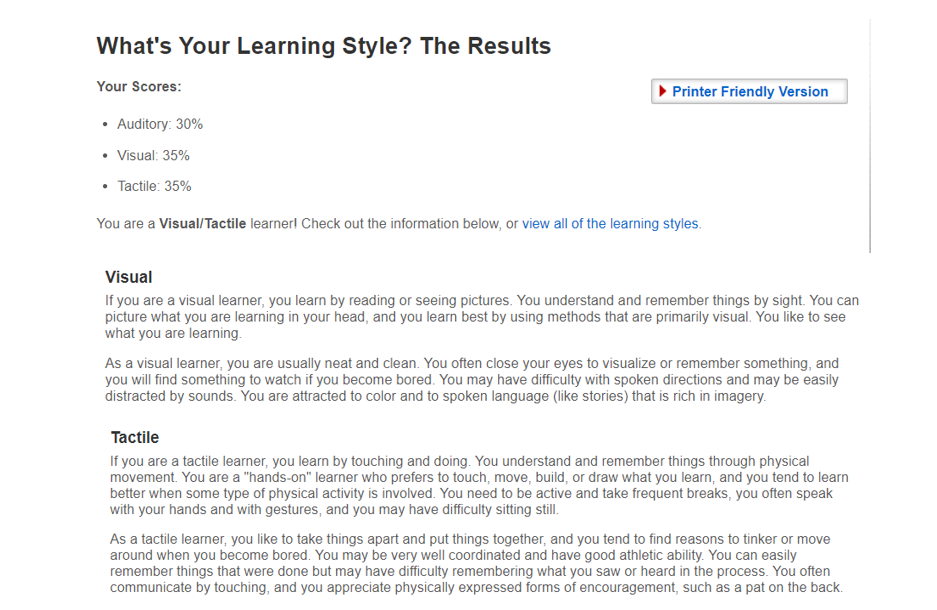 What's Your Learning Style? The Results
Your Scores:
Printer Friendly Version
• Auditory: 30%
• Visual: 35%
• Tactile: 35%
You are a Visual/Tactile learner! Check out the information below, or view all of the learning styles.
Visual
If you are a visual learner, you learn by reading or seeing pictures. You understand and remember things by sight. You can
picture what you are learning in your head, and you learn best by using methods that are primarily visual. You like to see
what you are learning.
As a visual learner, you are usually neat and clean. You often close your eyes to visualize or remember something, and
you will find something to watch if you become bored. You may have difficulty with spoken directions and may be easily
distracted by sounds. You are attracted to color and to spoken language (like stories) that is rich in imagery.
Tactile
If you are a tactile learner, you learn by touching and doing. You understand and remember things through physical
movement. You are a "hands-on" learner who prefers to touch, move, build, or draw what you learn, and you tend to learn
better when some type of physical activity is involved. You need to be active and take frequent breaks, you often speak
with your hands and with gestures, and you may have difficulty sitting still.
As a tactile learner, you like to take things apart and put things together, and you tend to find reasons to tinker or move
around when you become bored. You may be very well coordinated and have good athletic ability. You can easily
remember things that were done but may have difficulty remembering what you saw or heard in the process. You often
communicate by touching, and you appreciate physically expressed forms of encouragement, such as a pat on the back.